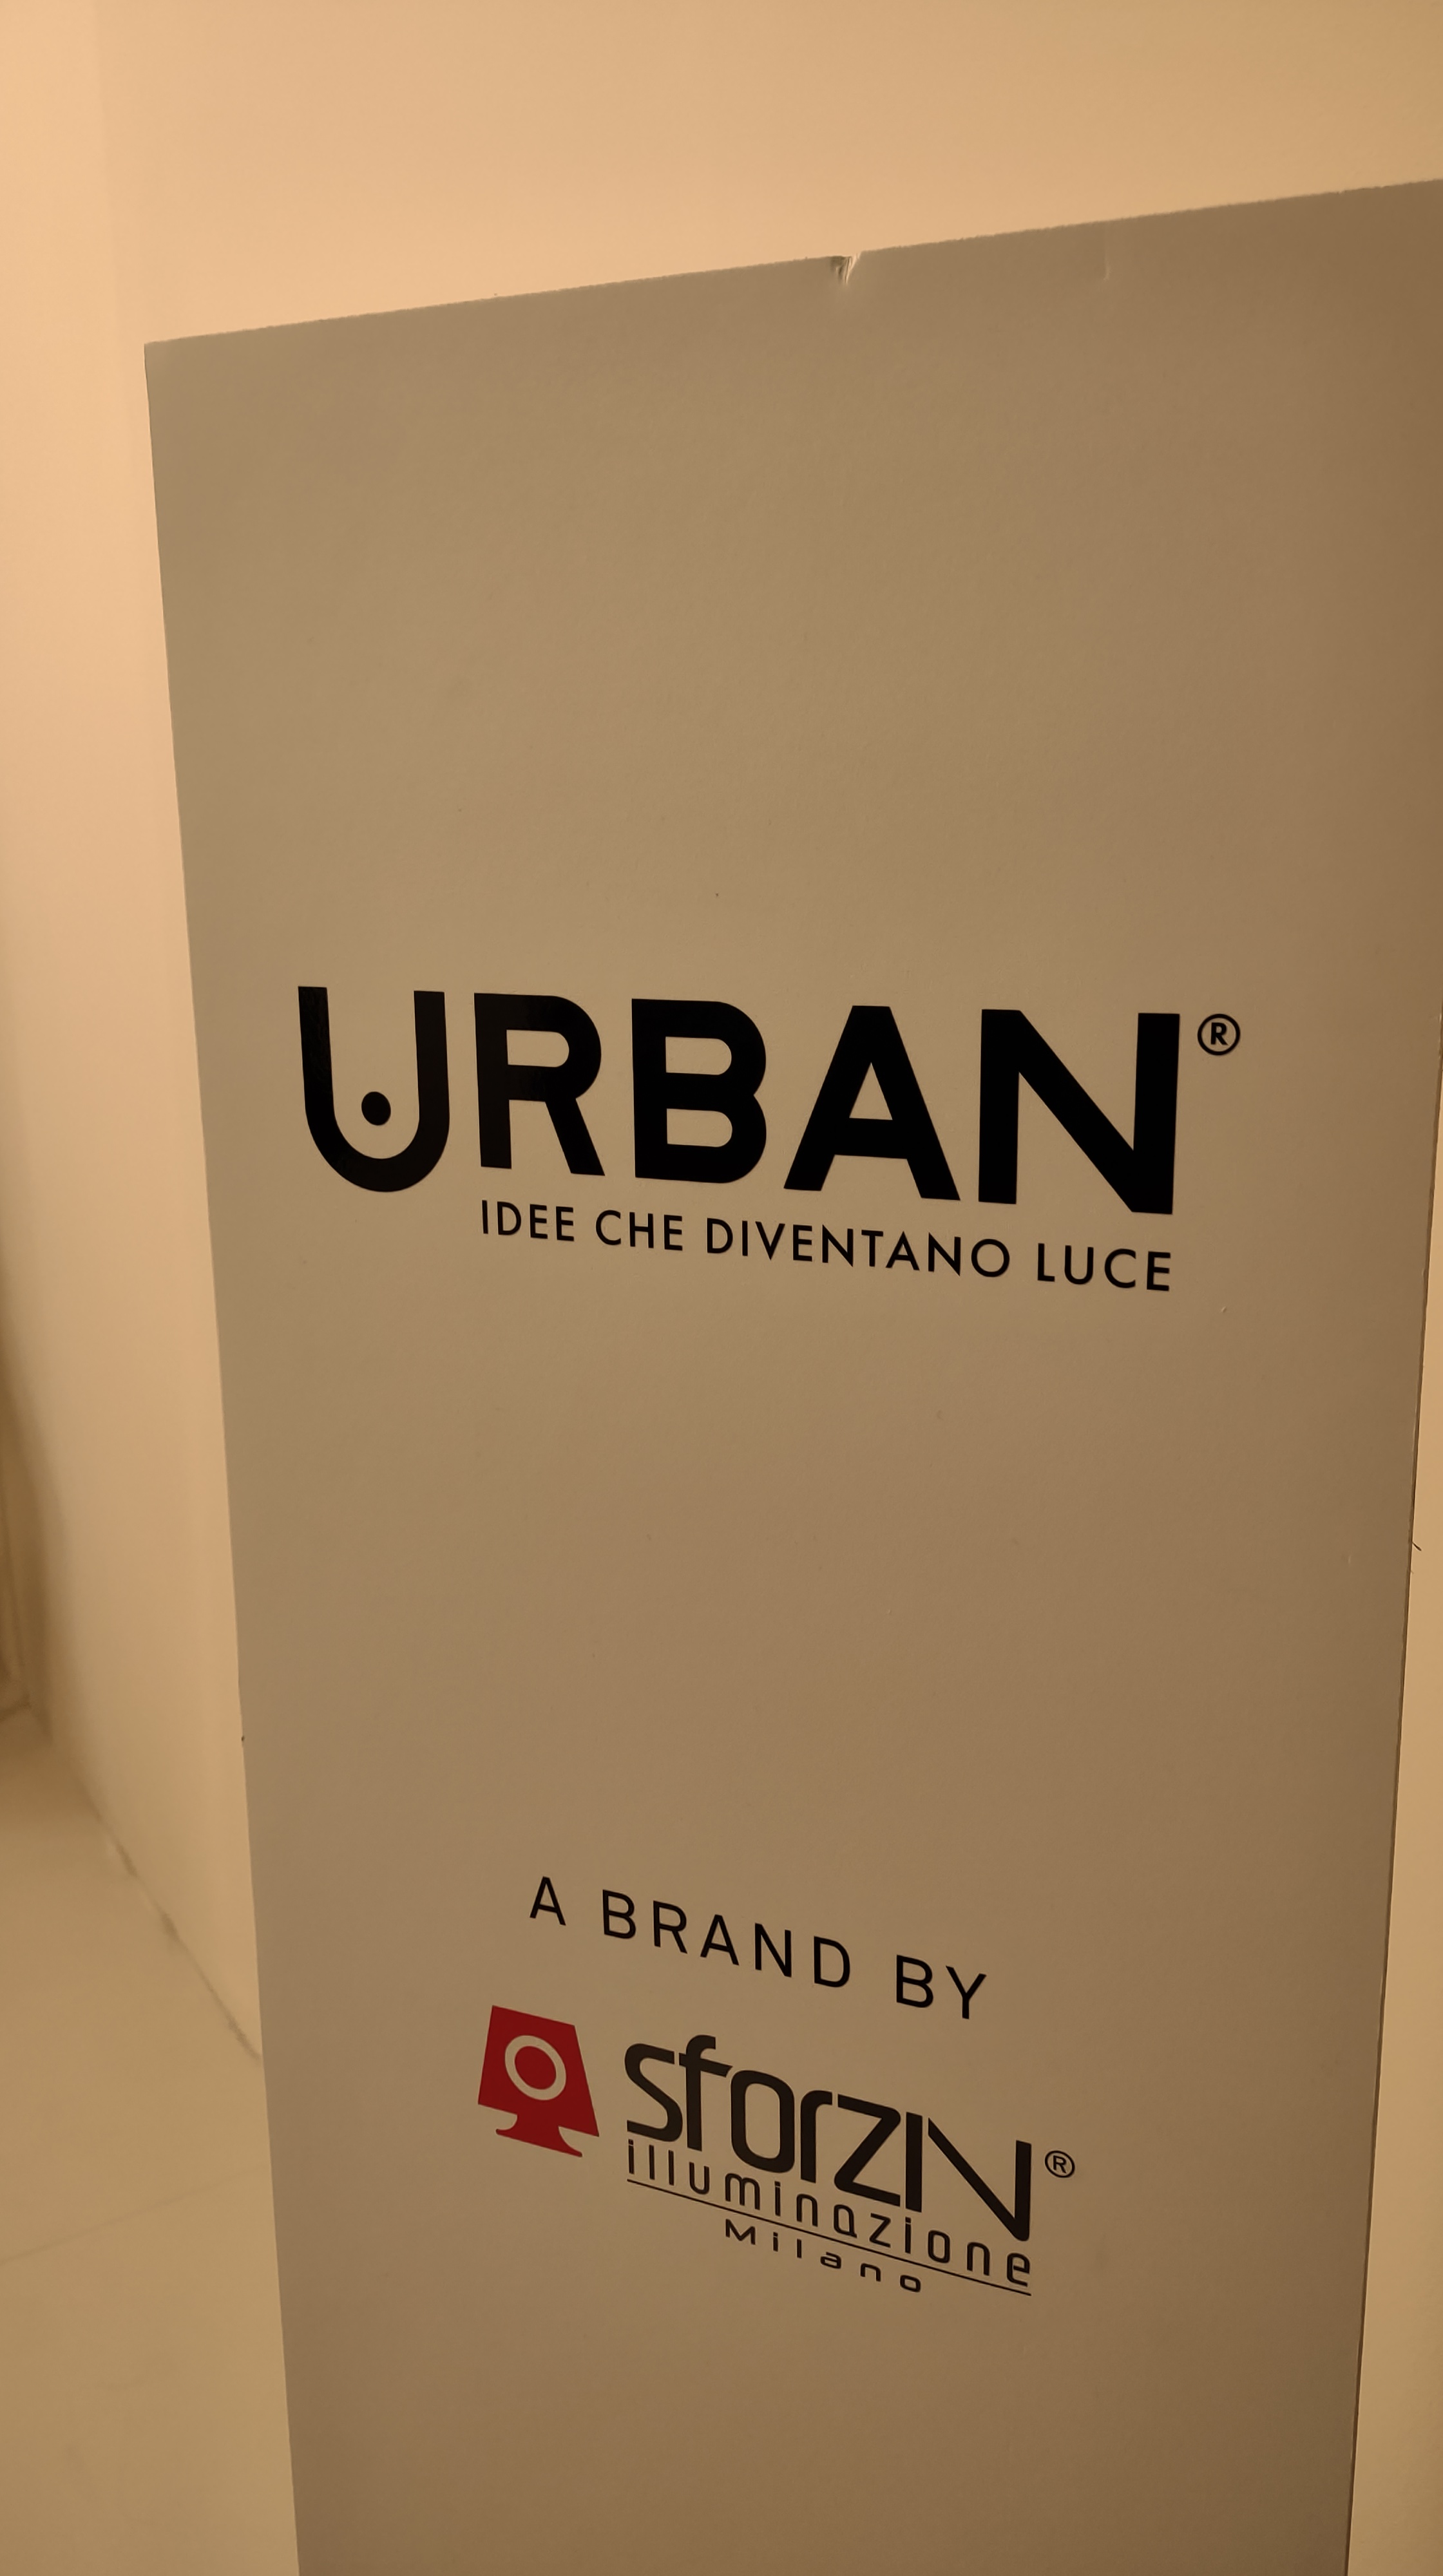 URBAN®
IDEE CHE DIVENTANO LUCE
A BRAND BY
sforzIN®
illuminazione
Milano